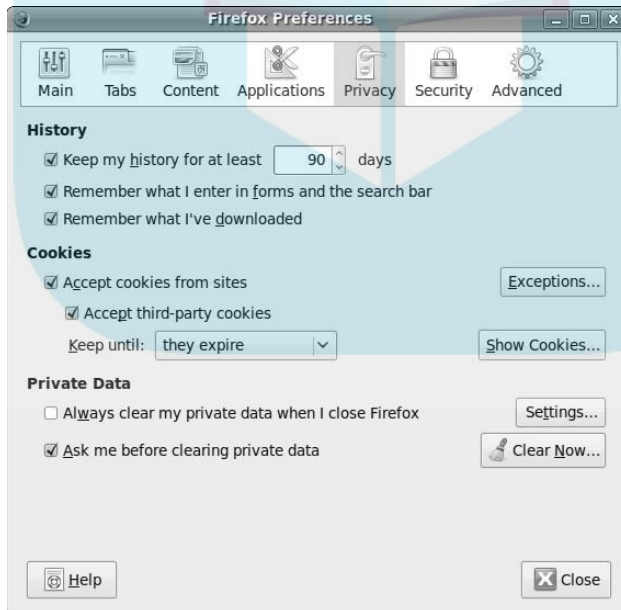 Firefox Preferences
Main Tabs Content Applications Privacy Security Advanced
History
Keep my history for at least 90 days
Remember what I enter in forms and the search bar
Remember what I've downloaded
Cookies
Accept cookies from sites Exceptions...
Accept third-party cookies
Keep until: they expire Show Cookies...
Private Data
Always clear my private data when I close Firefox Settings...
Ask me before clearing private data Clear Now...
Help Close